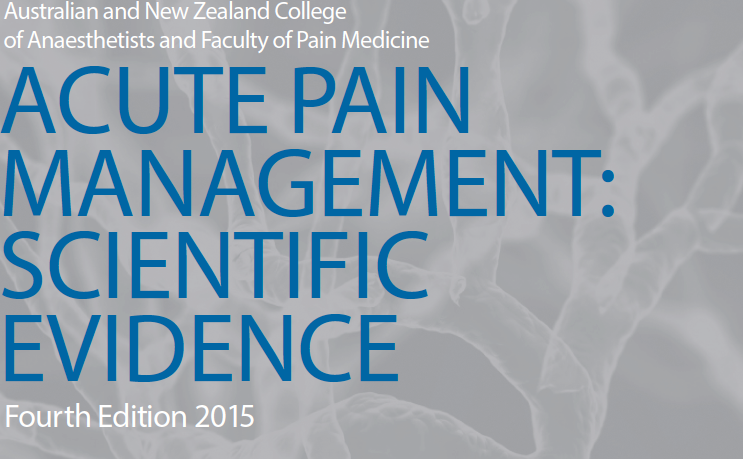 Australian and New Zealand College
of Anaesthetists and Faculty of Pain Medicine
ACUTE PAIN
MANAGEMENT:
SCIENTIFIC
EVIDENCE
Fourth Edition 2015